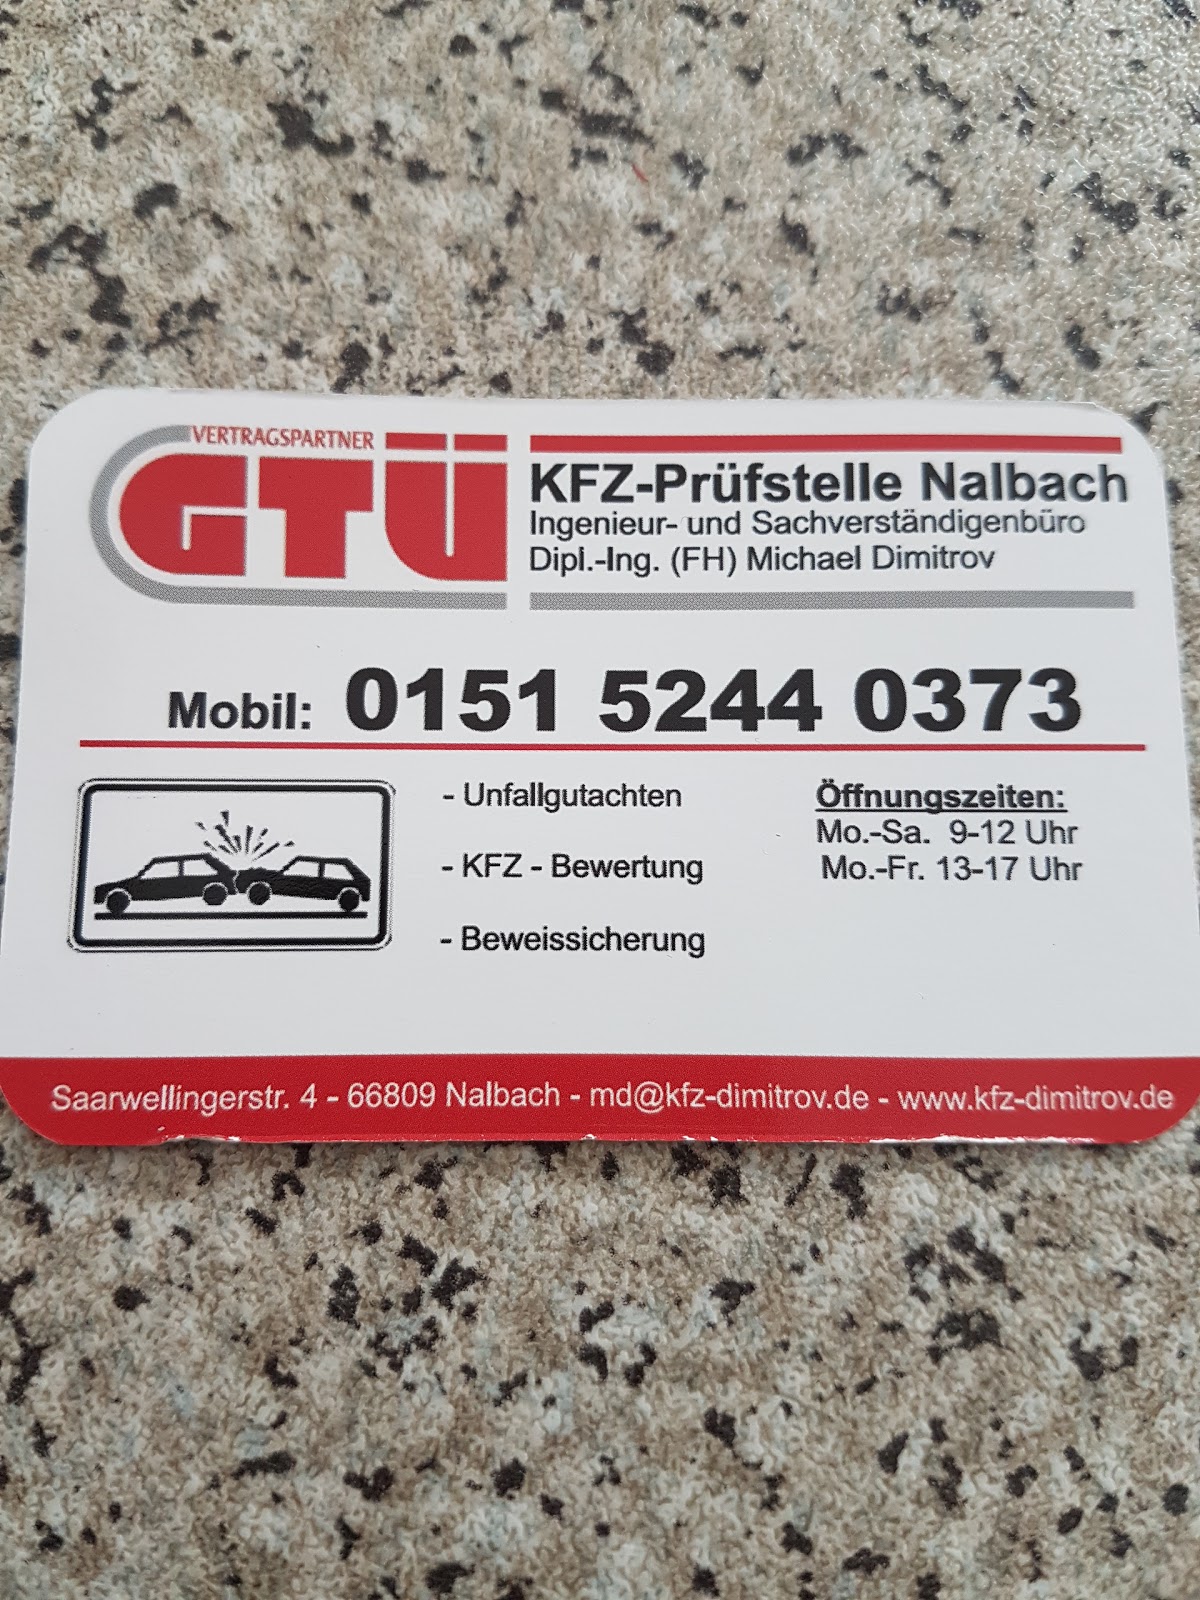 VERTRAGSPARTNER
GTÜ
KFZ-Prüfstelle Nalbach
Ingenieur- und Sachverständigenbüro
Dipl.-Ing. (FH) Michael Dimitrov
Mobil: 0151 5244 0373
- Unfallgutachten
- KFZ - Bewertung
- Beweissicherung
Öffnungszeiten:
Mo.-Sa. 9-12 Uhr
Mo.-Fr. 13-17 Uhr
Saarwellingerstr. 4 - 66809 Nalbach - md@kfz-dimitrov.de - www.kfz-dimitrov.de